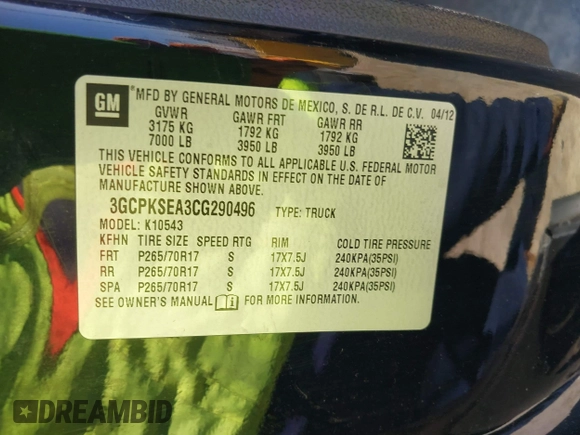 GM
MFD BY GENERAL MOTORS DE MEXICO, S. DE R.L. DE C.V. 04/12
GVWR GAWR FRT GAWR RR
3175 KG 1792 KG 1792 KG
7000 LB 3950 LB 3950 LB
THIS VEHICLE CONFORMS TO ALL APPLICABLE U.S. FEDERAL MOTOR
VEHICLE SAFETY STANDARDS IN EFFECT ON THE DATE OF
MANUFACTURE SHOWN ABOVE.
3GCPKSEA3CG290496 TYPE: TRUCK
MODEL: K10543
KFHN TIRE SIZE SPEED RTG RIM COLD TIRE PRESSURE
FRT P265/70R17 S 17X7.5J 240KPA(35PSI)
RR P265/70R17 S 17X7.5J 240KPA(35PSI)
SPA P265/70R17 S 17X7.5J 240KPA(35PSI)
SEE OWNER'S MANUAL FOR MORE INFORMATION.
DREAMBID